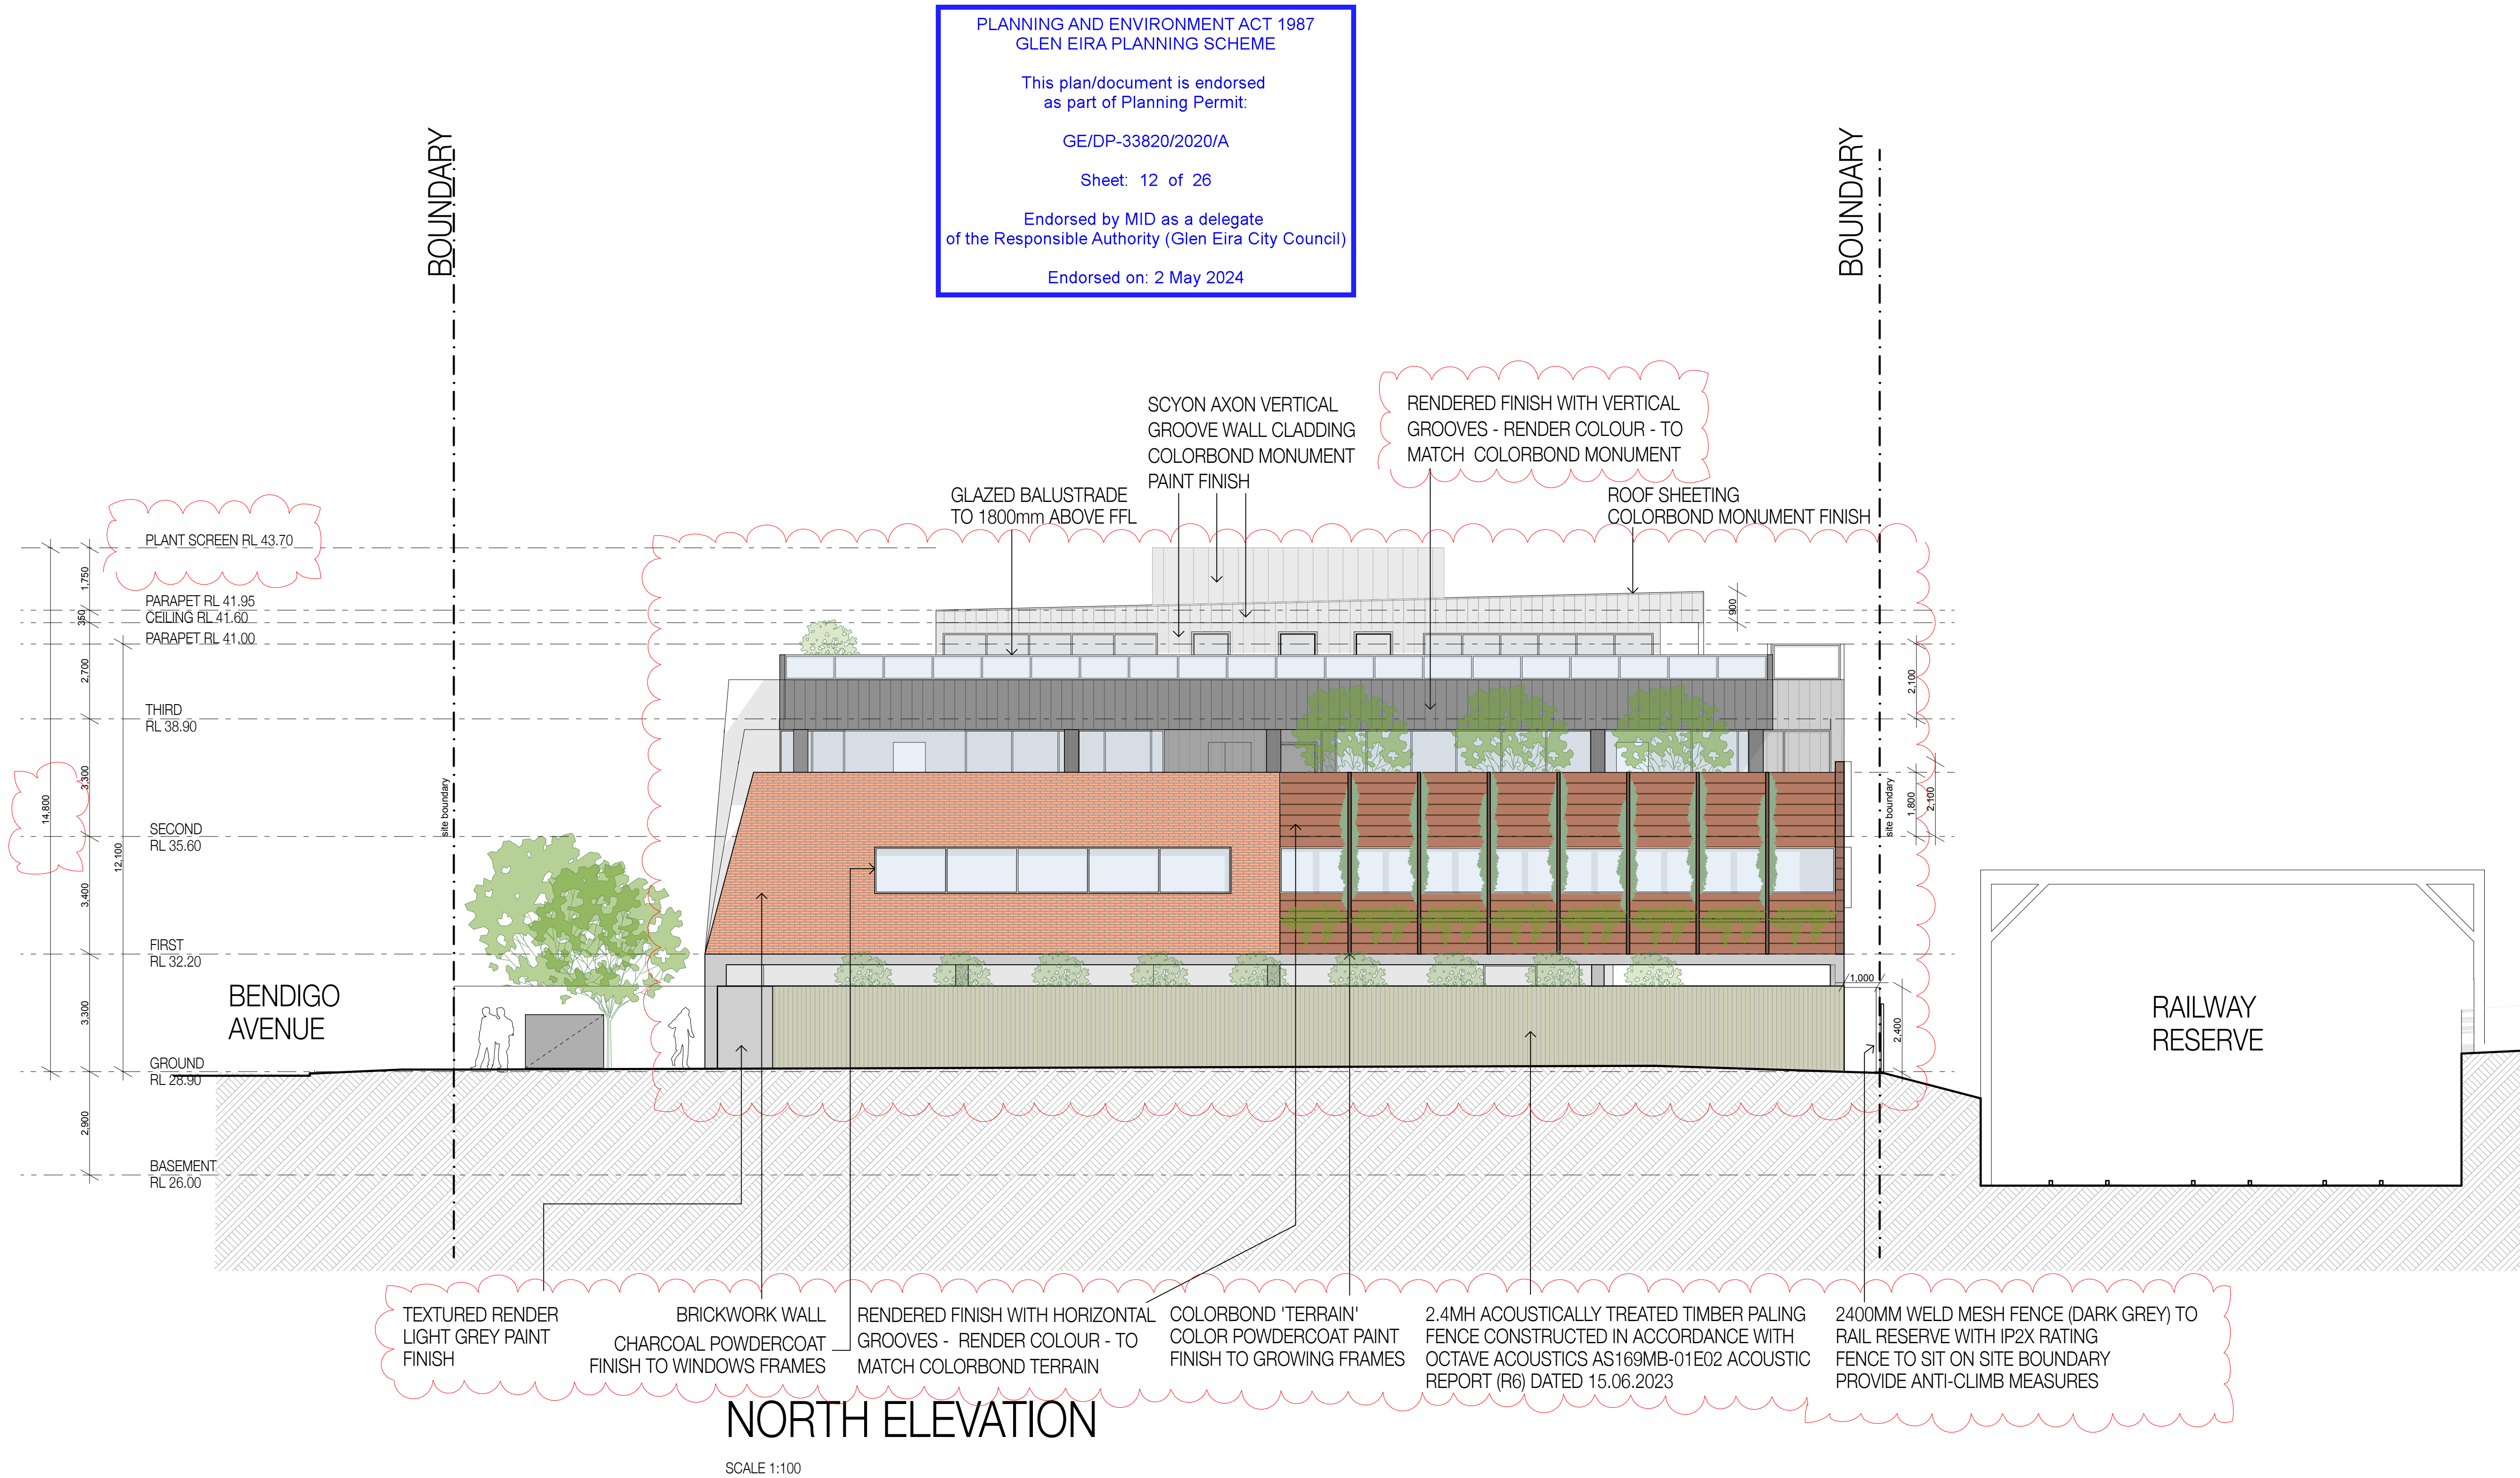 PLANNING AND ENVIRONMENT ACT 1987
GLEN EIRA PLANNING SCHEME
This plan/document is endorsed
as part of Planning Permit:
GE/DP-33820/2020/A
Sheet: 12 of 26
Endorsed by MID as a delegate
of the Responsible Authority (Glen Eira City Council)
Endorsed on: 2 May 2024
BOUNDARY
BOUNDARY
SCYON AXON VERTICAL
GROOVE WALL CLADDING
COLORBOND MONUMENT
PAINT FINISH
RENDERED FINISH WITH VERTICAL
GROOVES - RENDER COLOUR - TO
MATCH COLORBOND MONUMENT
GLAZED BALUSTRADE
TO 1800mm ABOVE FFL
ROOF SHEETING
COLORBOND MONUMENT FINISH
PLANT SCREEN RL 43.70
1,750
PARAPET RL 41.95
350
CEILING RL 41.60
PARAPET RL 41.00
900
2,700
2,100
THIRD
RL 38.90
3,300
14,800
site boundary
site boundary
1,800
2,100
SECOND
RL 35.60
12,100
3,400
FIRST
RL 32.20
1,000
BENDIGO
AVENUE
3,300
2,400
RAILWAY
RESERVE
GROUND
RL 28.90
2,900
BASEMENT
RL 26.00
TEXTURED RENDER
LIGHT GREY PAINT
FINISH
BRICKWORK WALL
CHARCOAL POWDERCOAT
FINISH TO WINDOWS FRAMES
RENDERED FINISH WITH HORIZONTAL
GROOVES - RENDER COLOUR - TO
MATCH COLORBOND TERRAIN
COLORBOND 'TERRAIN'
COLOR POWDERCOAT PAINT
FINISH TO GROWING FRAMES
2.4MH ACOUSTICALLY TREATED TIMBER PALING
FENCE CONSTRUCTED IN ACCORDANCE WITH
OCTAVE ACOUSTICS AS169MB-01E02 ACOUSTIC
REPORT (R6) DATED 15.06.2023
2400MM WELD MESH FENCE (DARK GREY) TO
RAIL RESERVE WITH IP2X RATING
FENCE TO SIT ON SITE BOUNDARY
PROVIDE ANTI-CLIMB MEASURES
NORTH ELEVATION
SCALE 1:100